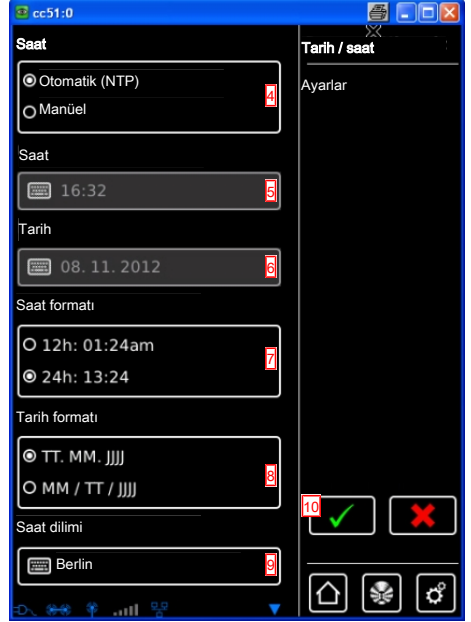 cc51:0
Saat
Otomatik (NTP)
4
Manüel
Saat
16:32
5
Tarih
08. 11. 2012
6
Saat formatı
12h: 01:24am
7
24h: 13:24
Tarih formatı
TT. MM. JJJJ
8
MM / TT / JJJJ
Saat dilimi
Berlin
9
Tarih / saat
Ayarlar
10